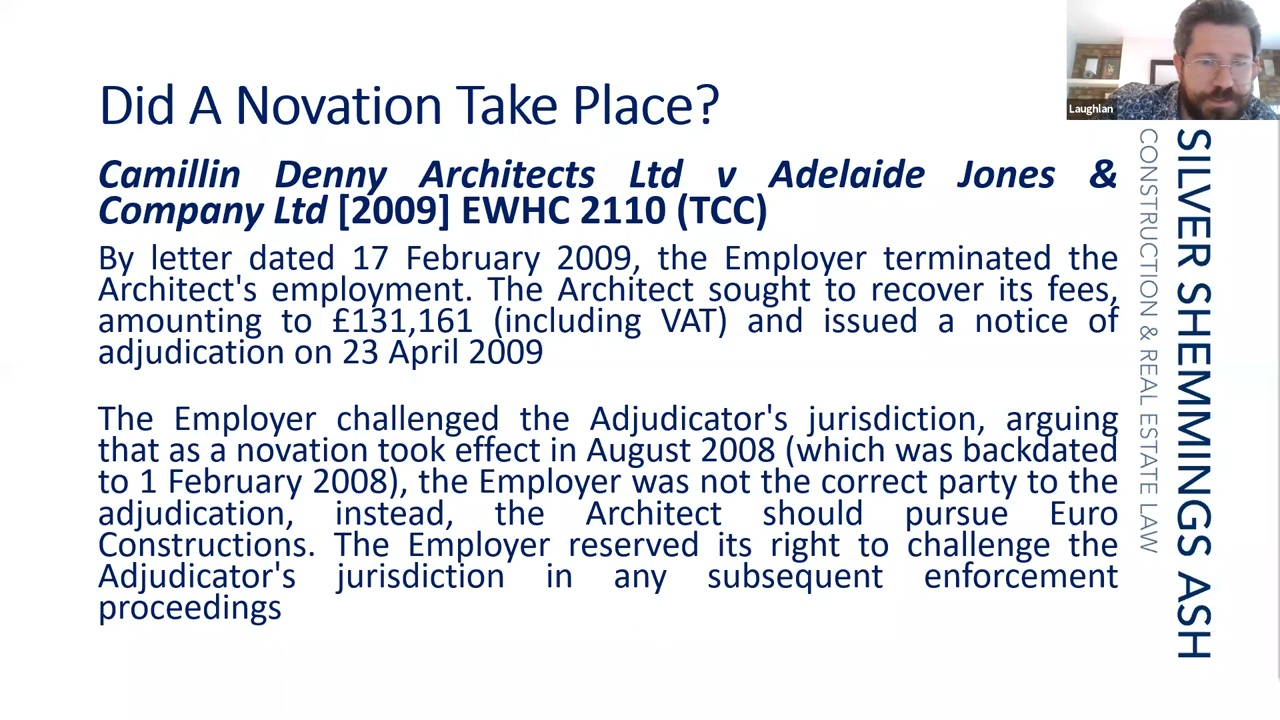 Did A Novation Take Place?
Camillin Denny Architects Ltd v Adelaide Jones &
Company Ltd [2009] EWHC 2110 (TCC)
By letter dated 17 February 2009, the Employer terminated the
Architect's employment. The Architect sought to recover its fees,
amounting to £131,161 (including VAT) and issued a notice of
adjudication on 23 April 2009
The Employer challenged the Adjudicator's jurisdiction, arguing
that as a novation took effect in August 2008 (which was backdated
to 1 February 2008), the Employer was not the correct party to the
adjudication, instead, the Architect should pursue Euro
Constructions. The Employer reserved its right to challenge the
Adjudicator's jurisdiction in any subsequent enforcement
proceedings
Laughlan
SILVER SHEMMINGS ASH
CONSTRUCTION & REAL ESTATE LAW